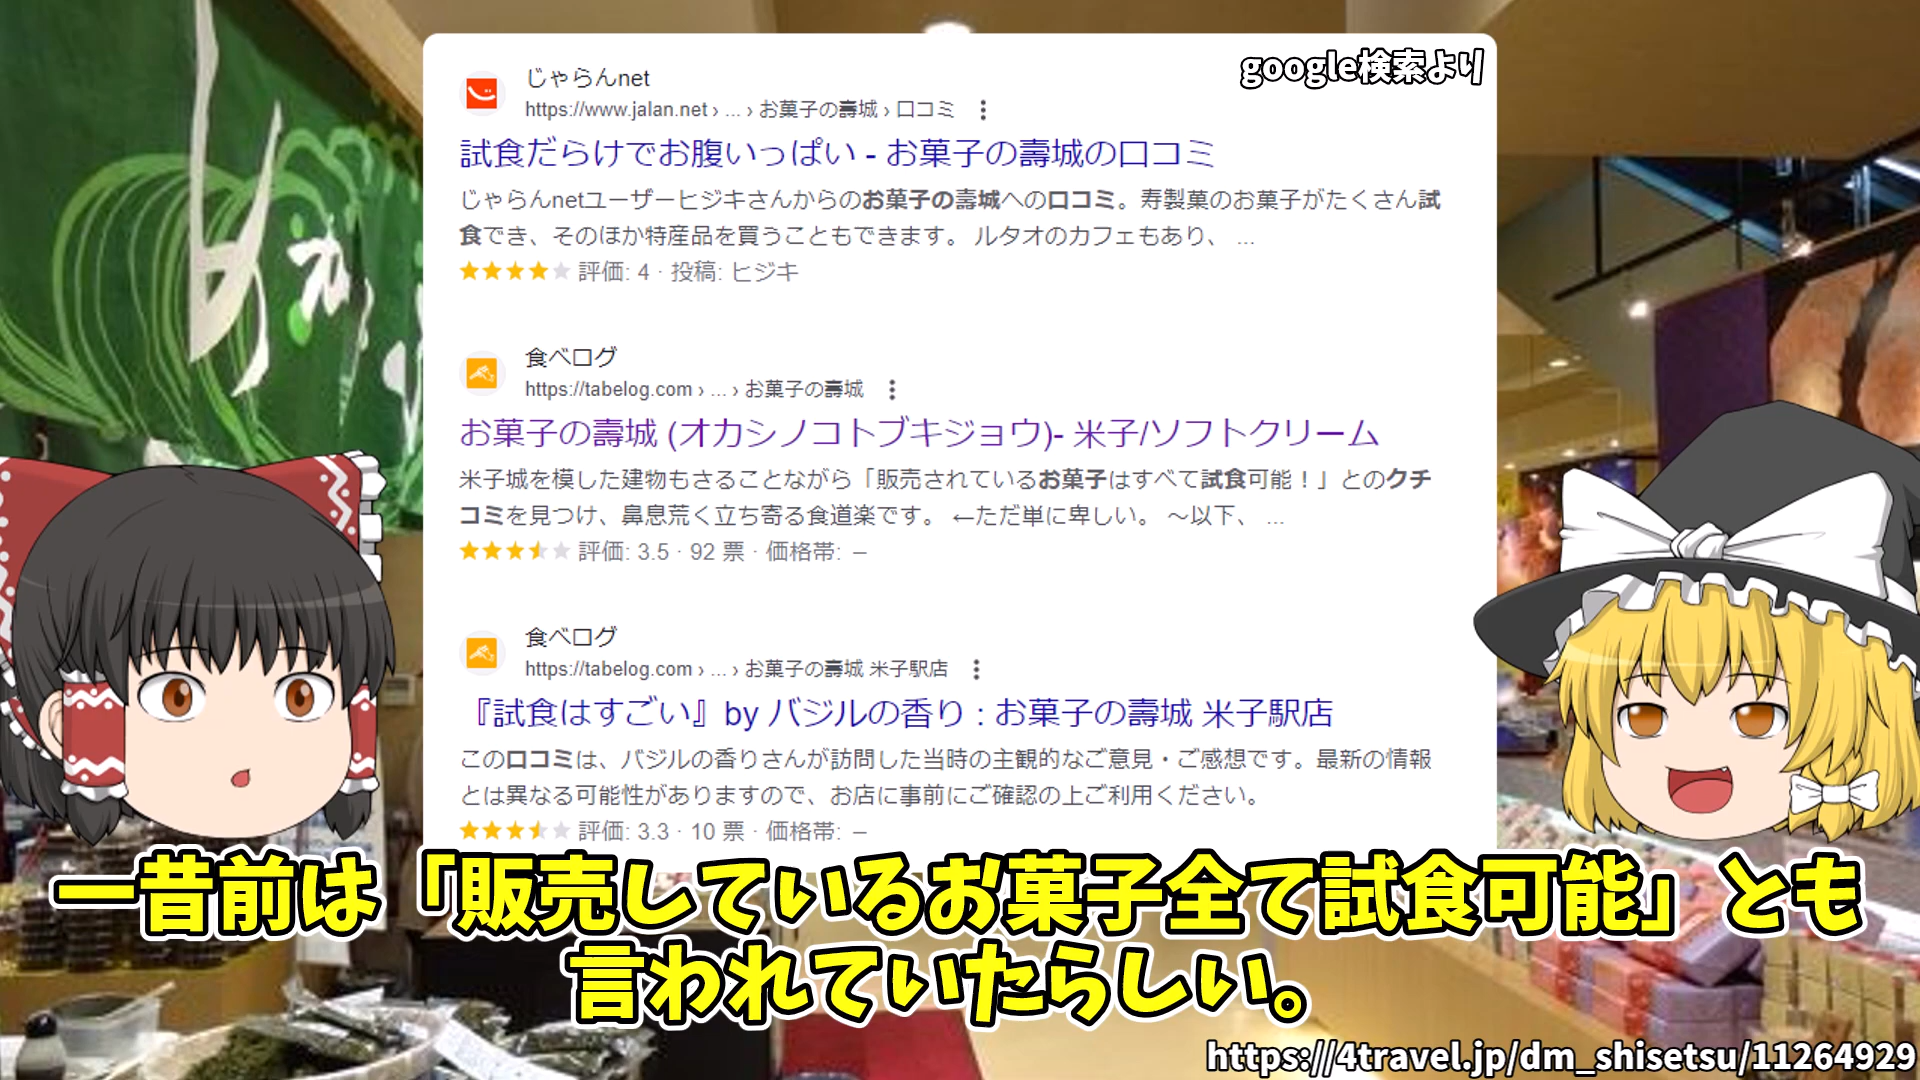 google検索より
じゃらんnet
https://www.jalan.net › ... › お菓子の壽城 › 口コミ
試食だらけでお腹いっぱい - お菓子の壽城の口コミ
じゃらんnetユーザーヒジキさんからのお菓子の壽城への口コミ。寿製菓のお菓子がたくさん試
食でき、そのほか特産品を買うこともできます。 ルタオのカフェもあり、 ...
評価: 4 · 投稿: ヒジキ
食べログ
https://tabelog.com › ... › お菓子の壽城
お菓子の壽城 (オカシノコトブキジョウ)- 米子/ソフトクリーム
米子城を模した建物もさることながら「販売されているお菓子はすべて試食可能！」とのクチ
コミを見つけ、鼻息荒く立ち寄る食道楽です。 ←ただ単に卑しい。 ～以下、 ...
評価: 3.5 · 92 票 · 価格帯: –
食べログ
https://tabelog.com › ... › お菓子の壽城 米子駅店
『試食はすごい』by バジルの香り : お菓子の壽城 米子駅店
この口コミは、バジルの香りさんが訪問した当時の主観的なご意見・ご感想です。最新の情報
とは異なる可能性がありますので、お店に事前にご確認の上ご利用ください。
評価: 3.3 · 10 票 · 価格帯: –
一昔前は「販売しているお菓子全て試食可能」とも
言われていたらしい。
https://4travel.jp/dm_shisetsu/11264929